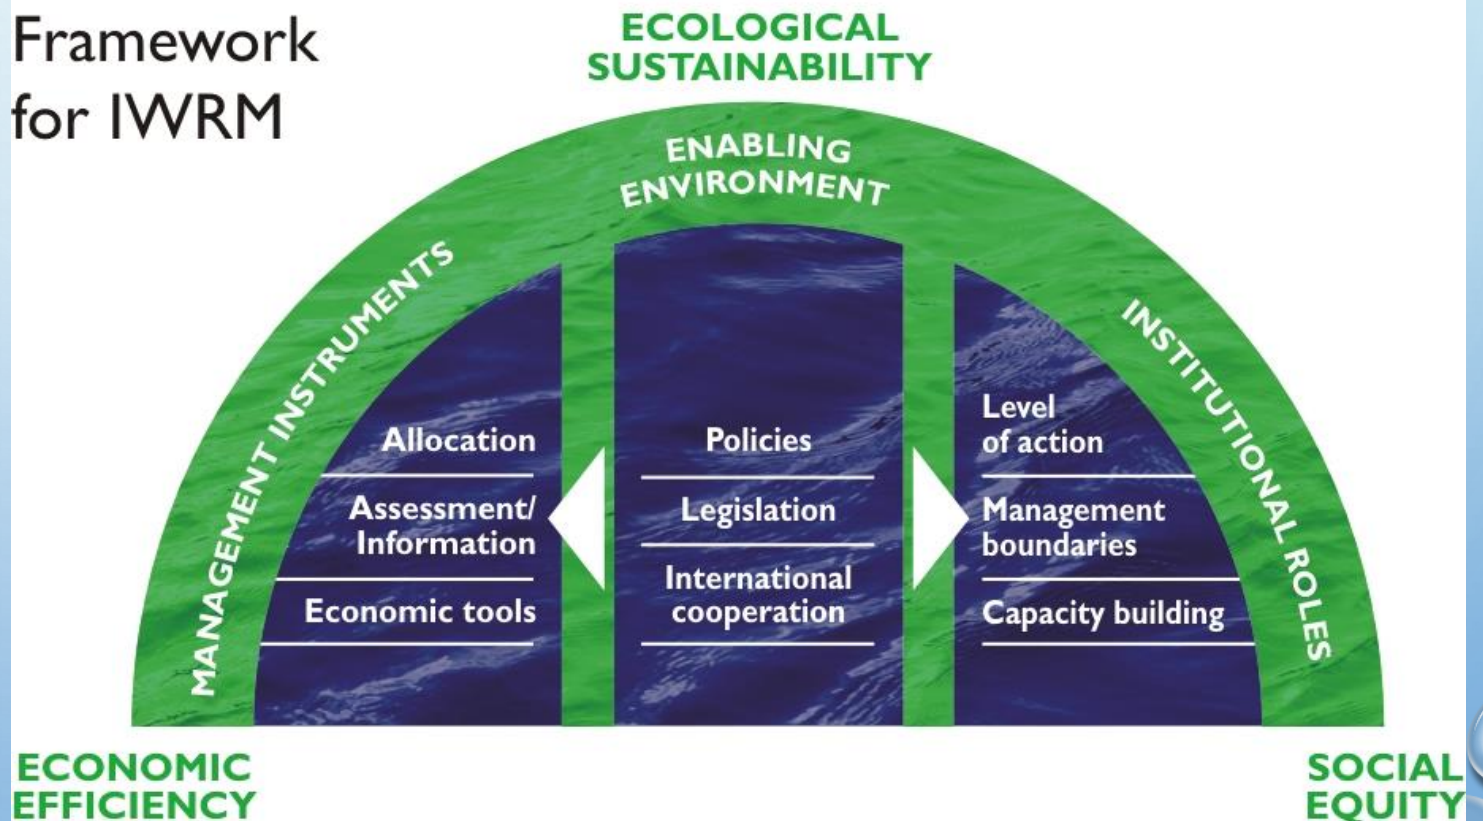 Framework
for IWRM
ECOLOGICAL
SUSTAINABILITY
ENABLING
ENVIRONMENT
MANAGEMENT INSTRUMENTS
INSTITUTIONAL ROLES
Allocation
Assessment/
Information
Economic tools
Policies
Legislation
International
cooperation
Level
of action
Management
boundaries
Capacity building
ECONOMIC
EFFICIENCY
SOCIAL
EQUITY